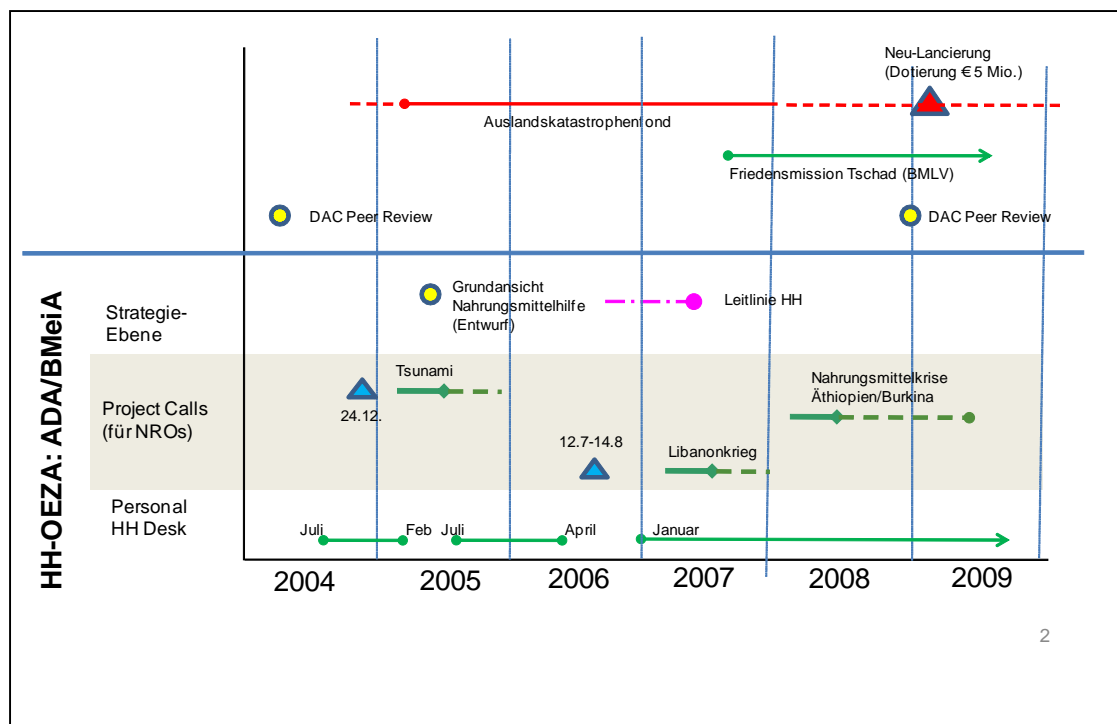 Neu-Lancierung
(Dotierung € 5 Mio.)
Auslandskatastrophenfond
Friedensmission Tschad (BMLV)
DAC Peer Review
DAC Peer Review
HH-OEZA: ADA/BMeiA
Strategie-
Ebene
Grundansicht
Nahrungsmittelhilfe
(Entwurf)
Leitlinie HH
Project Calls
(für NROs)
24.12.
Tsunami
12.7-14.8
Libanonkrieg
Nahrungsmittelkrise
Äthiopien/Burkina
Personal
HH Desk
Juli
Feb
Juli
April
Januar
2004
2005
2006
2007
2008
2009
2